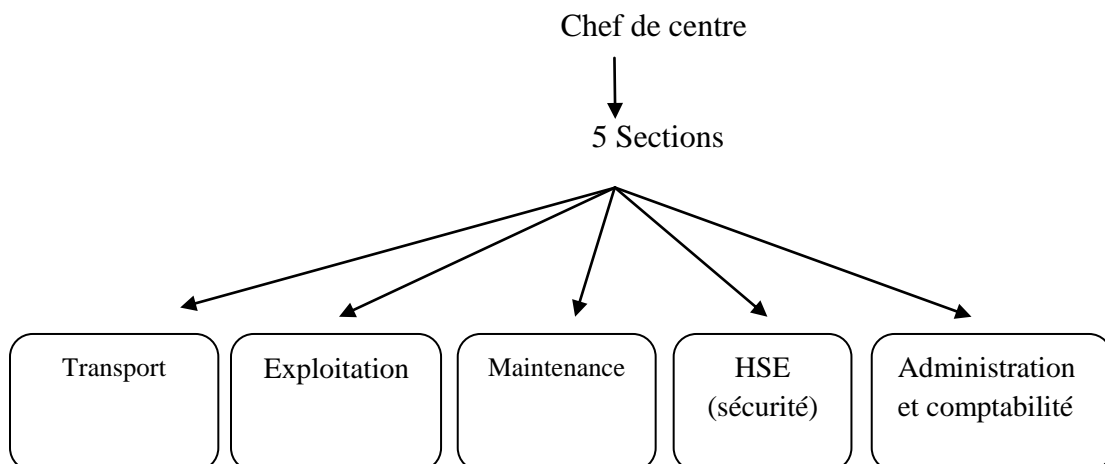 Chef de centre
5 Sections
Transport
Exploitation
Maintenance
HSE
(sécurité)
Administration
et comptabilité